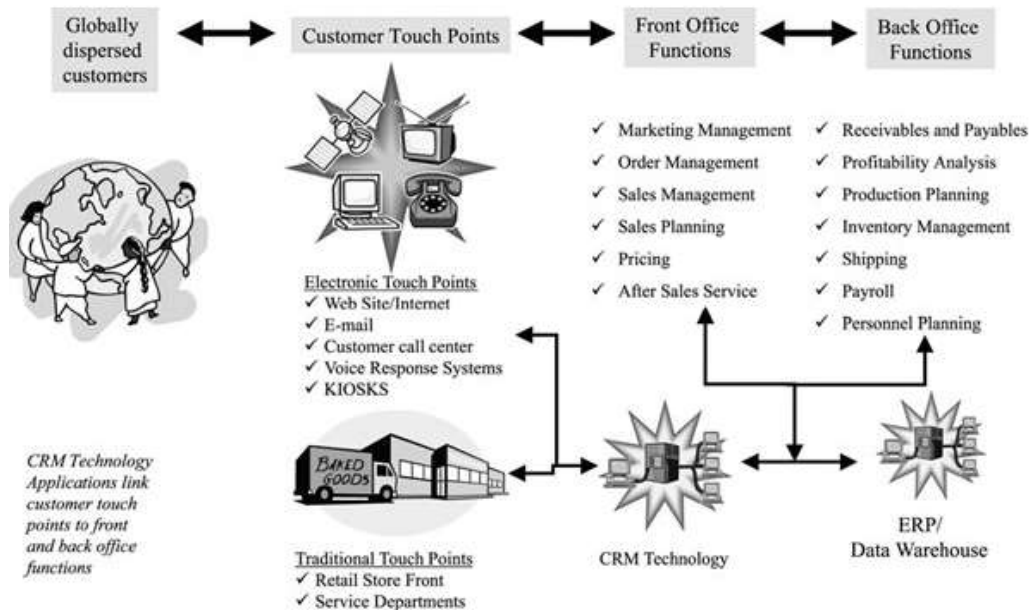 Globally
dispersed
customers
Customer Touch Points
Front Office
Functions
Back Office
Functions
✓ Marketing Management
✓ Order Management
✓ Sales Management
✓ Sales Planning
✓ Pricing
✓ After Sales Service
✓ Receivables and Payables
✓ Profitability Analysis
✓ Production Planning
✓ Inventory Management
✓ Shipping
✓ Payroll
✓ Personnel Planning
Electronic Touch Points
✓ Web Site/Internet
✓ E-mail
✓ Customer call center
✓ Voice Response Systems
✓ KIOSKS
BAKED
GOODS
Traditional Touch Points
✓ Retail Store Front
✓ Service Departments
CRM Technology
ERP/
Data Warehouse
CRM Technology
Applications link
customer touch
points to front
and back office
functions